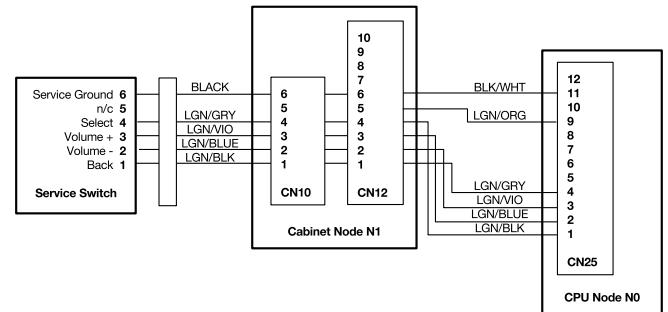 Service Ground 6
n/c 5
Select 4
Volume + 3
Volume - 2
Back 1
Service Switch
BLACK
LGN/GRY
LGN/VIO
LGN/BLUE
LGN/BLK
6
5
4
3
2
1
CN10
10
9
8
7
6
5
4
3
2
1
CN12
Cabinet Node N1
BLK/WHT
LGN/ORG
LGN/GRY
LGN/VIO
LGN/BLUE
LGN/BLK
12
11
10
9
8
7
6
5
4
3
2
1
CN25
CPU Node N0